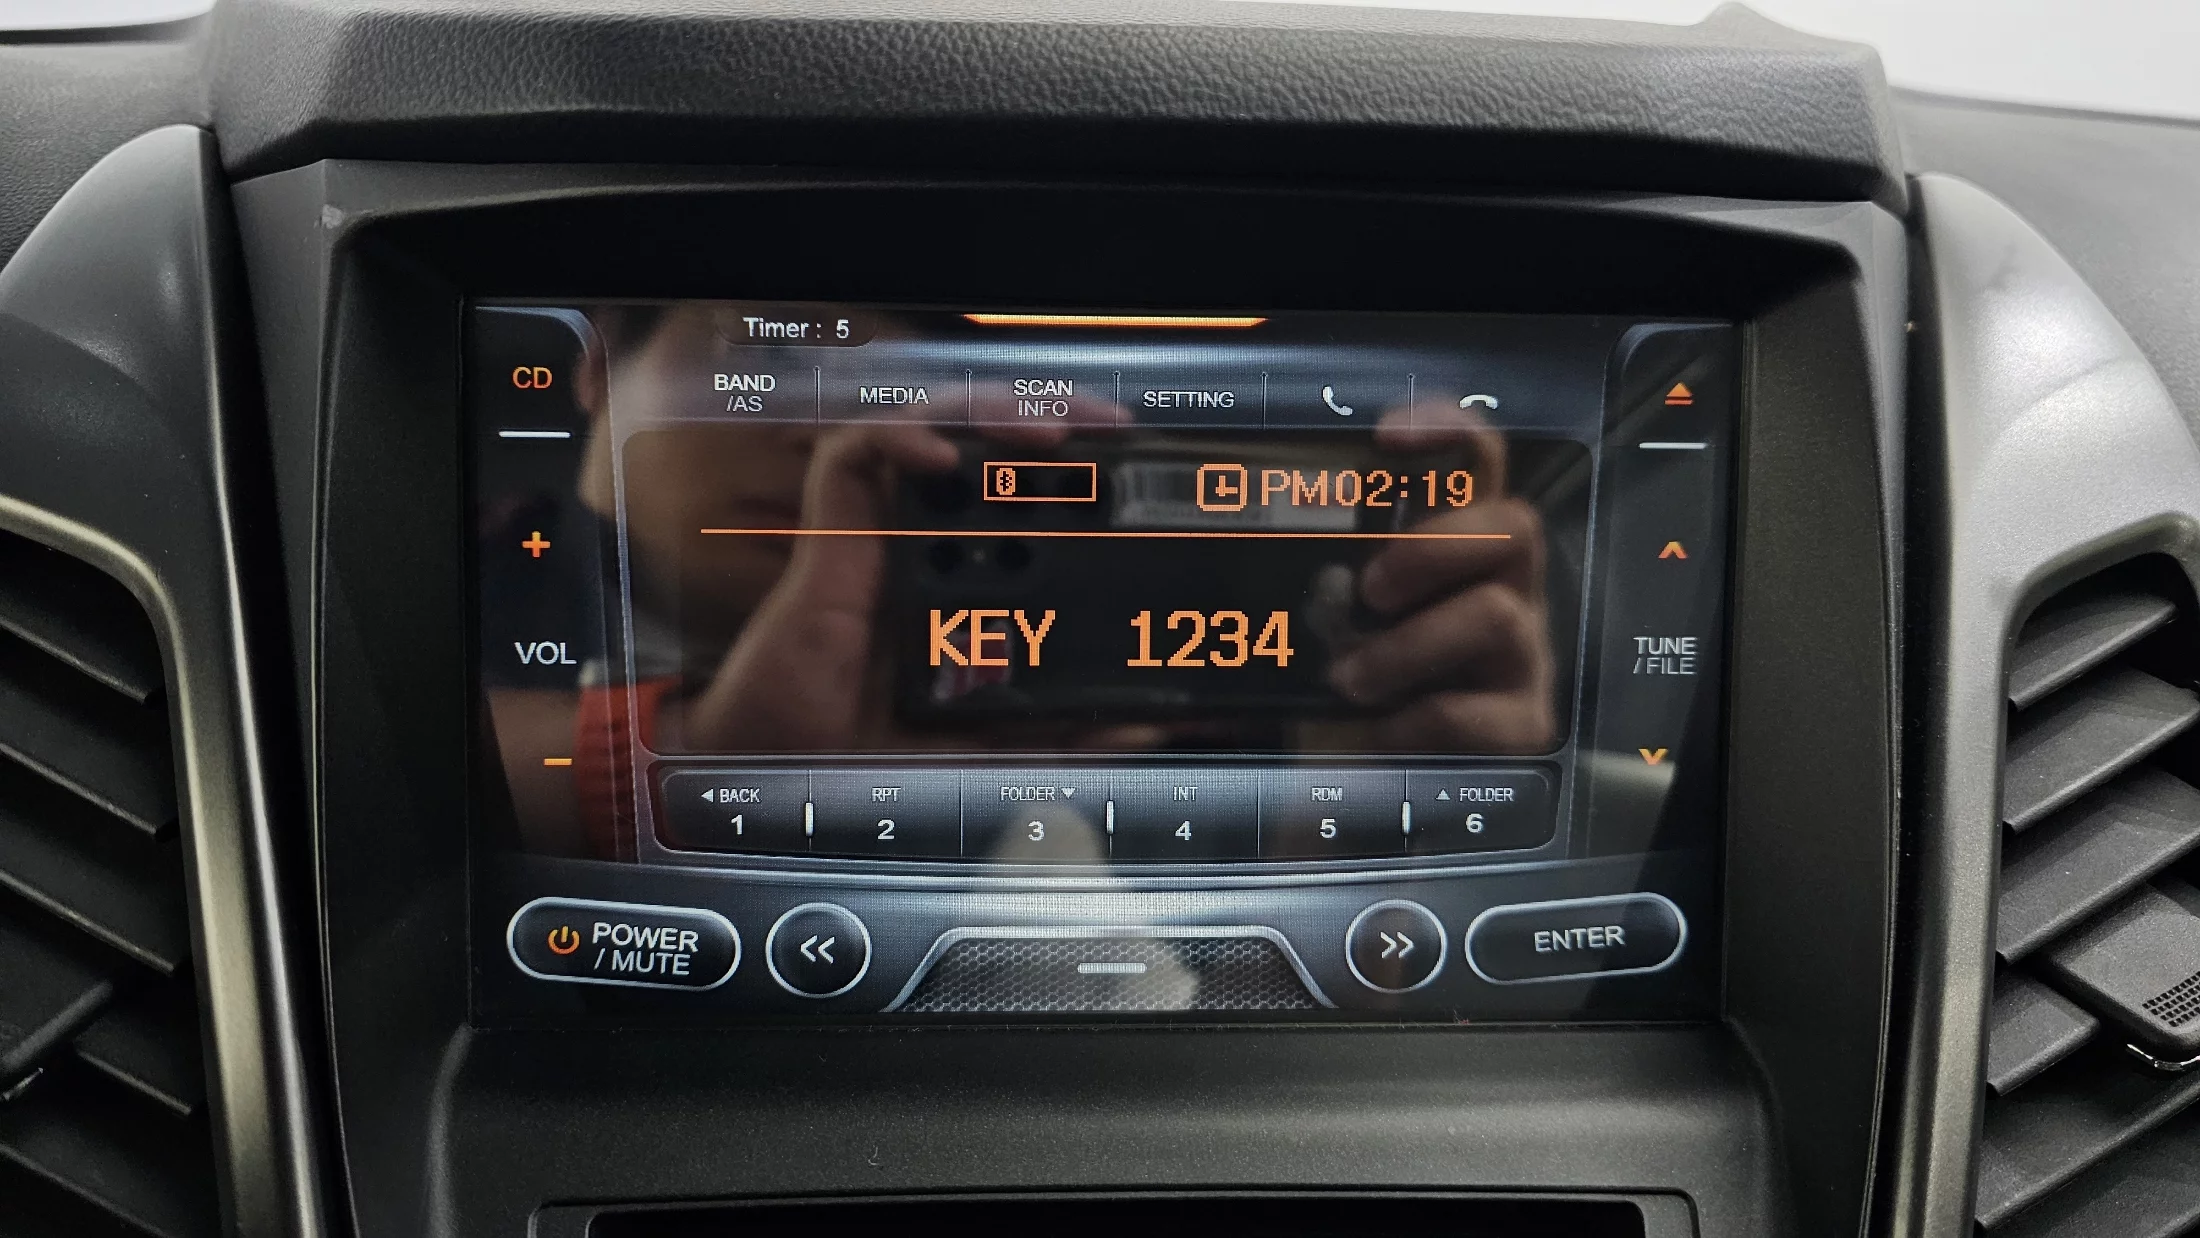 Timer : 5
CD
BAND
/AS
MEDIA
SCAN
INFO
SETTING
PM02:19
KEY 1234
VOL
TUNE
/ FILE
BACK
1
RPT
2
FOLDER
3
INT
4
RDM
5
FOLDER
6
POWER
/ MUTE
ENTER